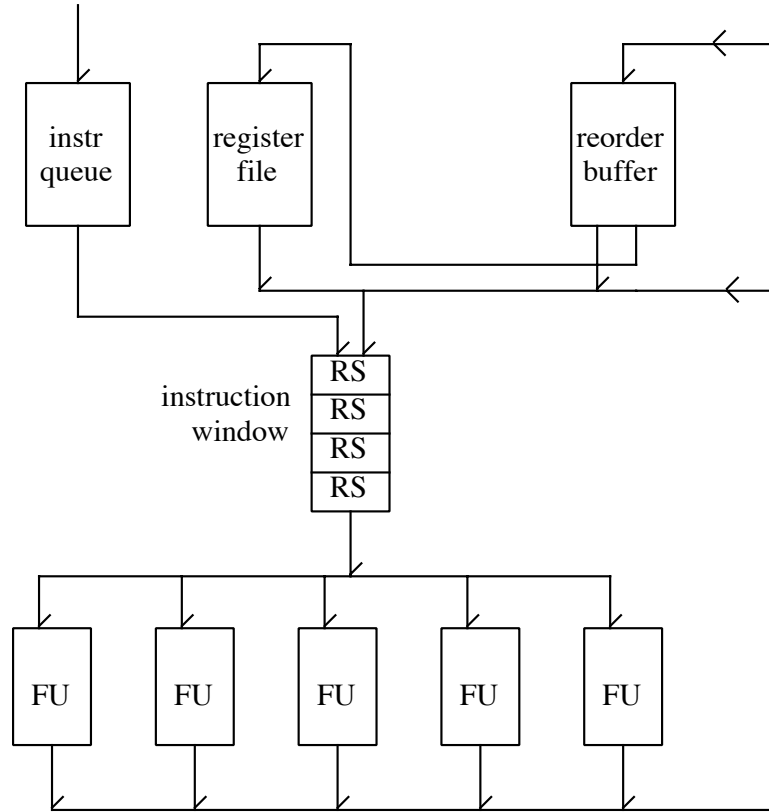 instr
queue
register
file
reorder
buffer
instruction
window
RS
RS
RS
RS
FU
FU
FU
FU
FU